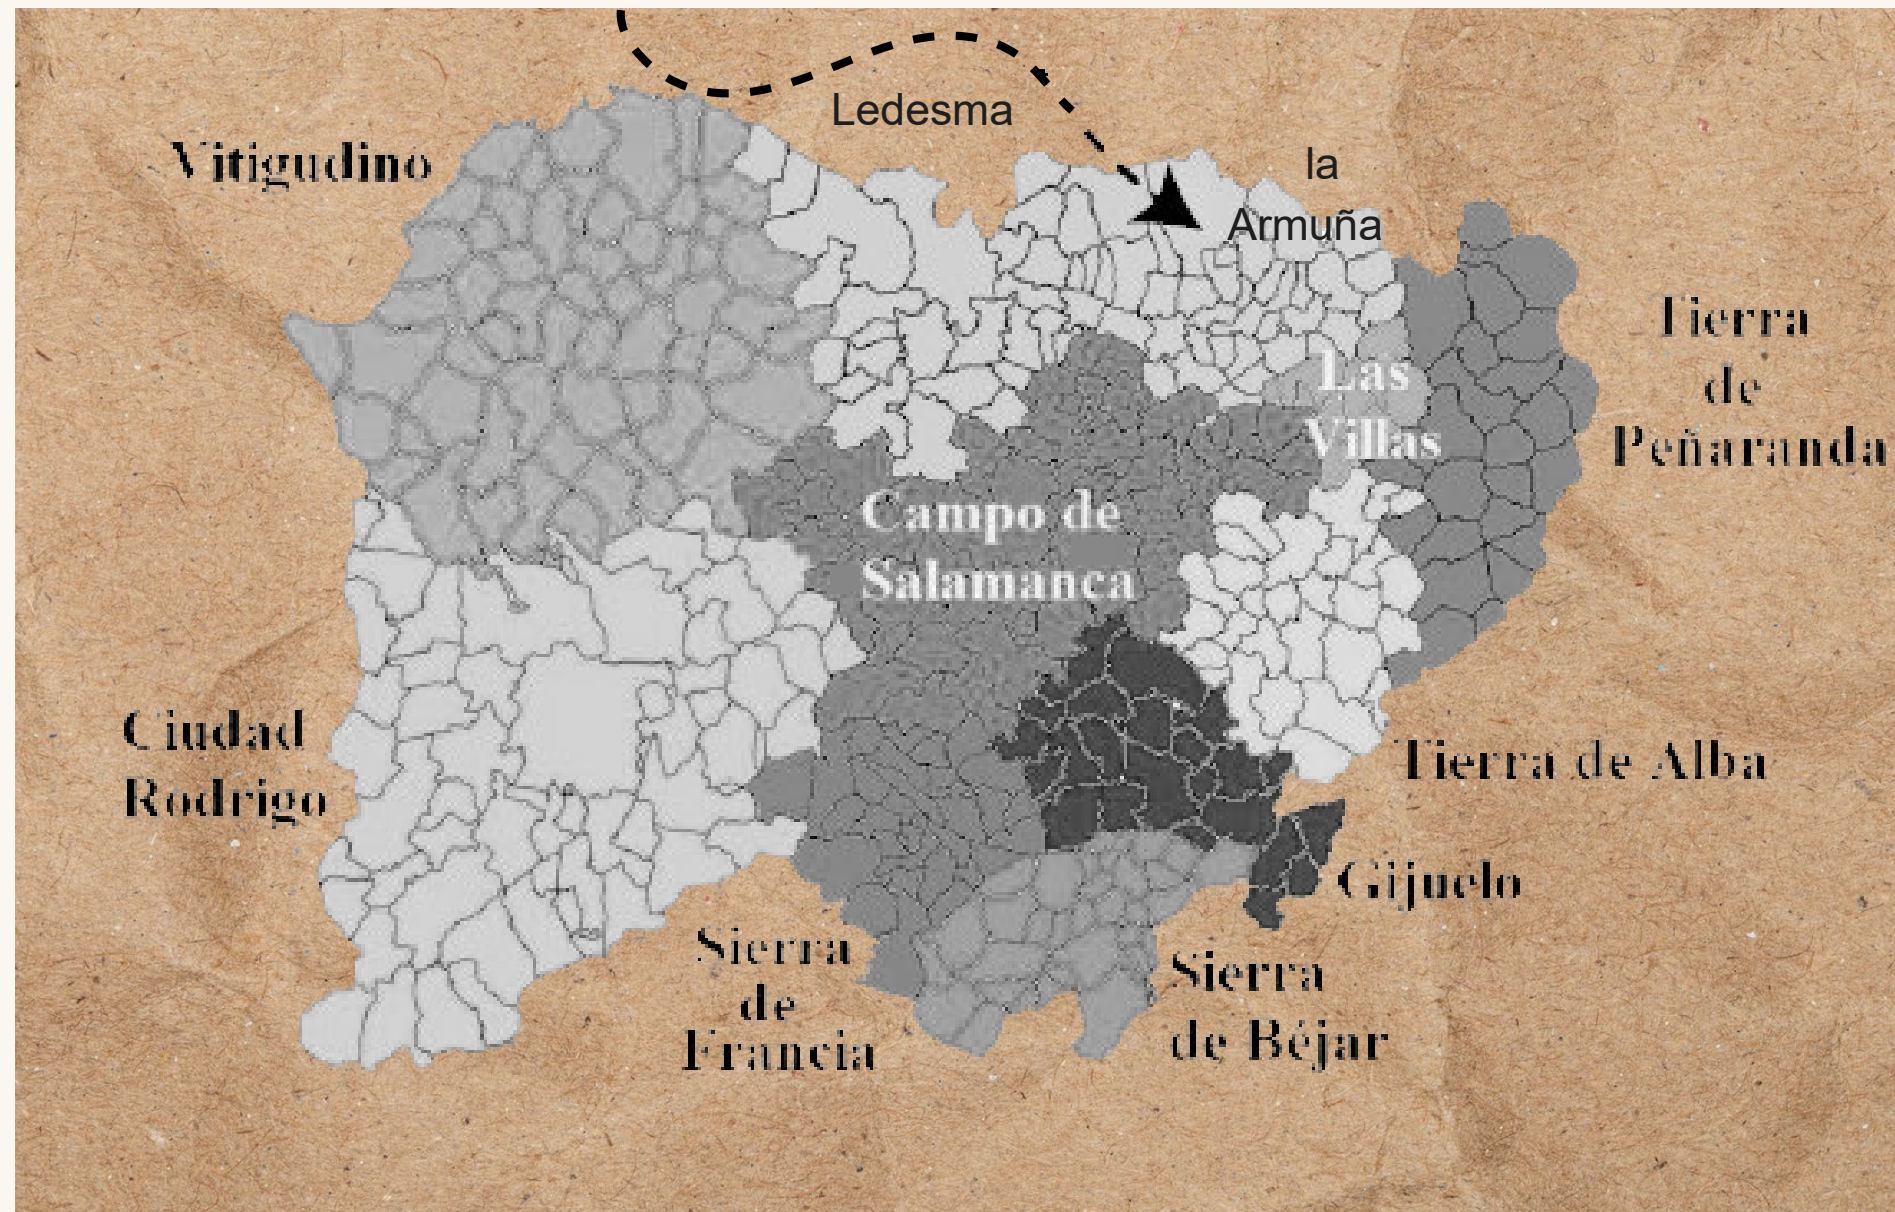 Ledesma
Vitigudino
la
Armuña
Tierra
de
Peñaranda
Las
Villas
Campo de
Salamanca
Ciudad
Rodrigo
Tierra de Alba
Gijuelo
Sierra
de
Francia
Sierra
de Béjar